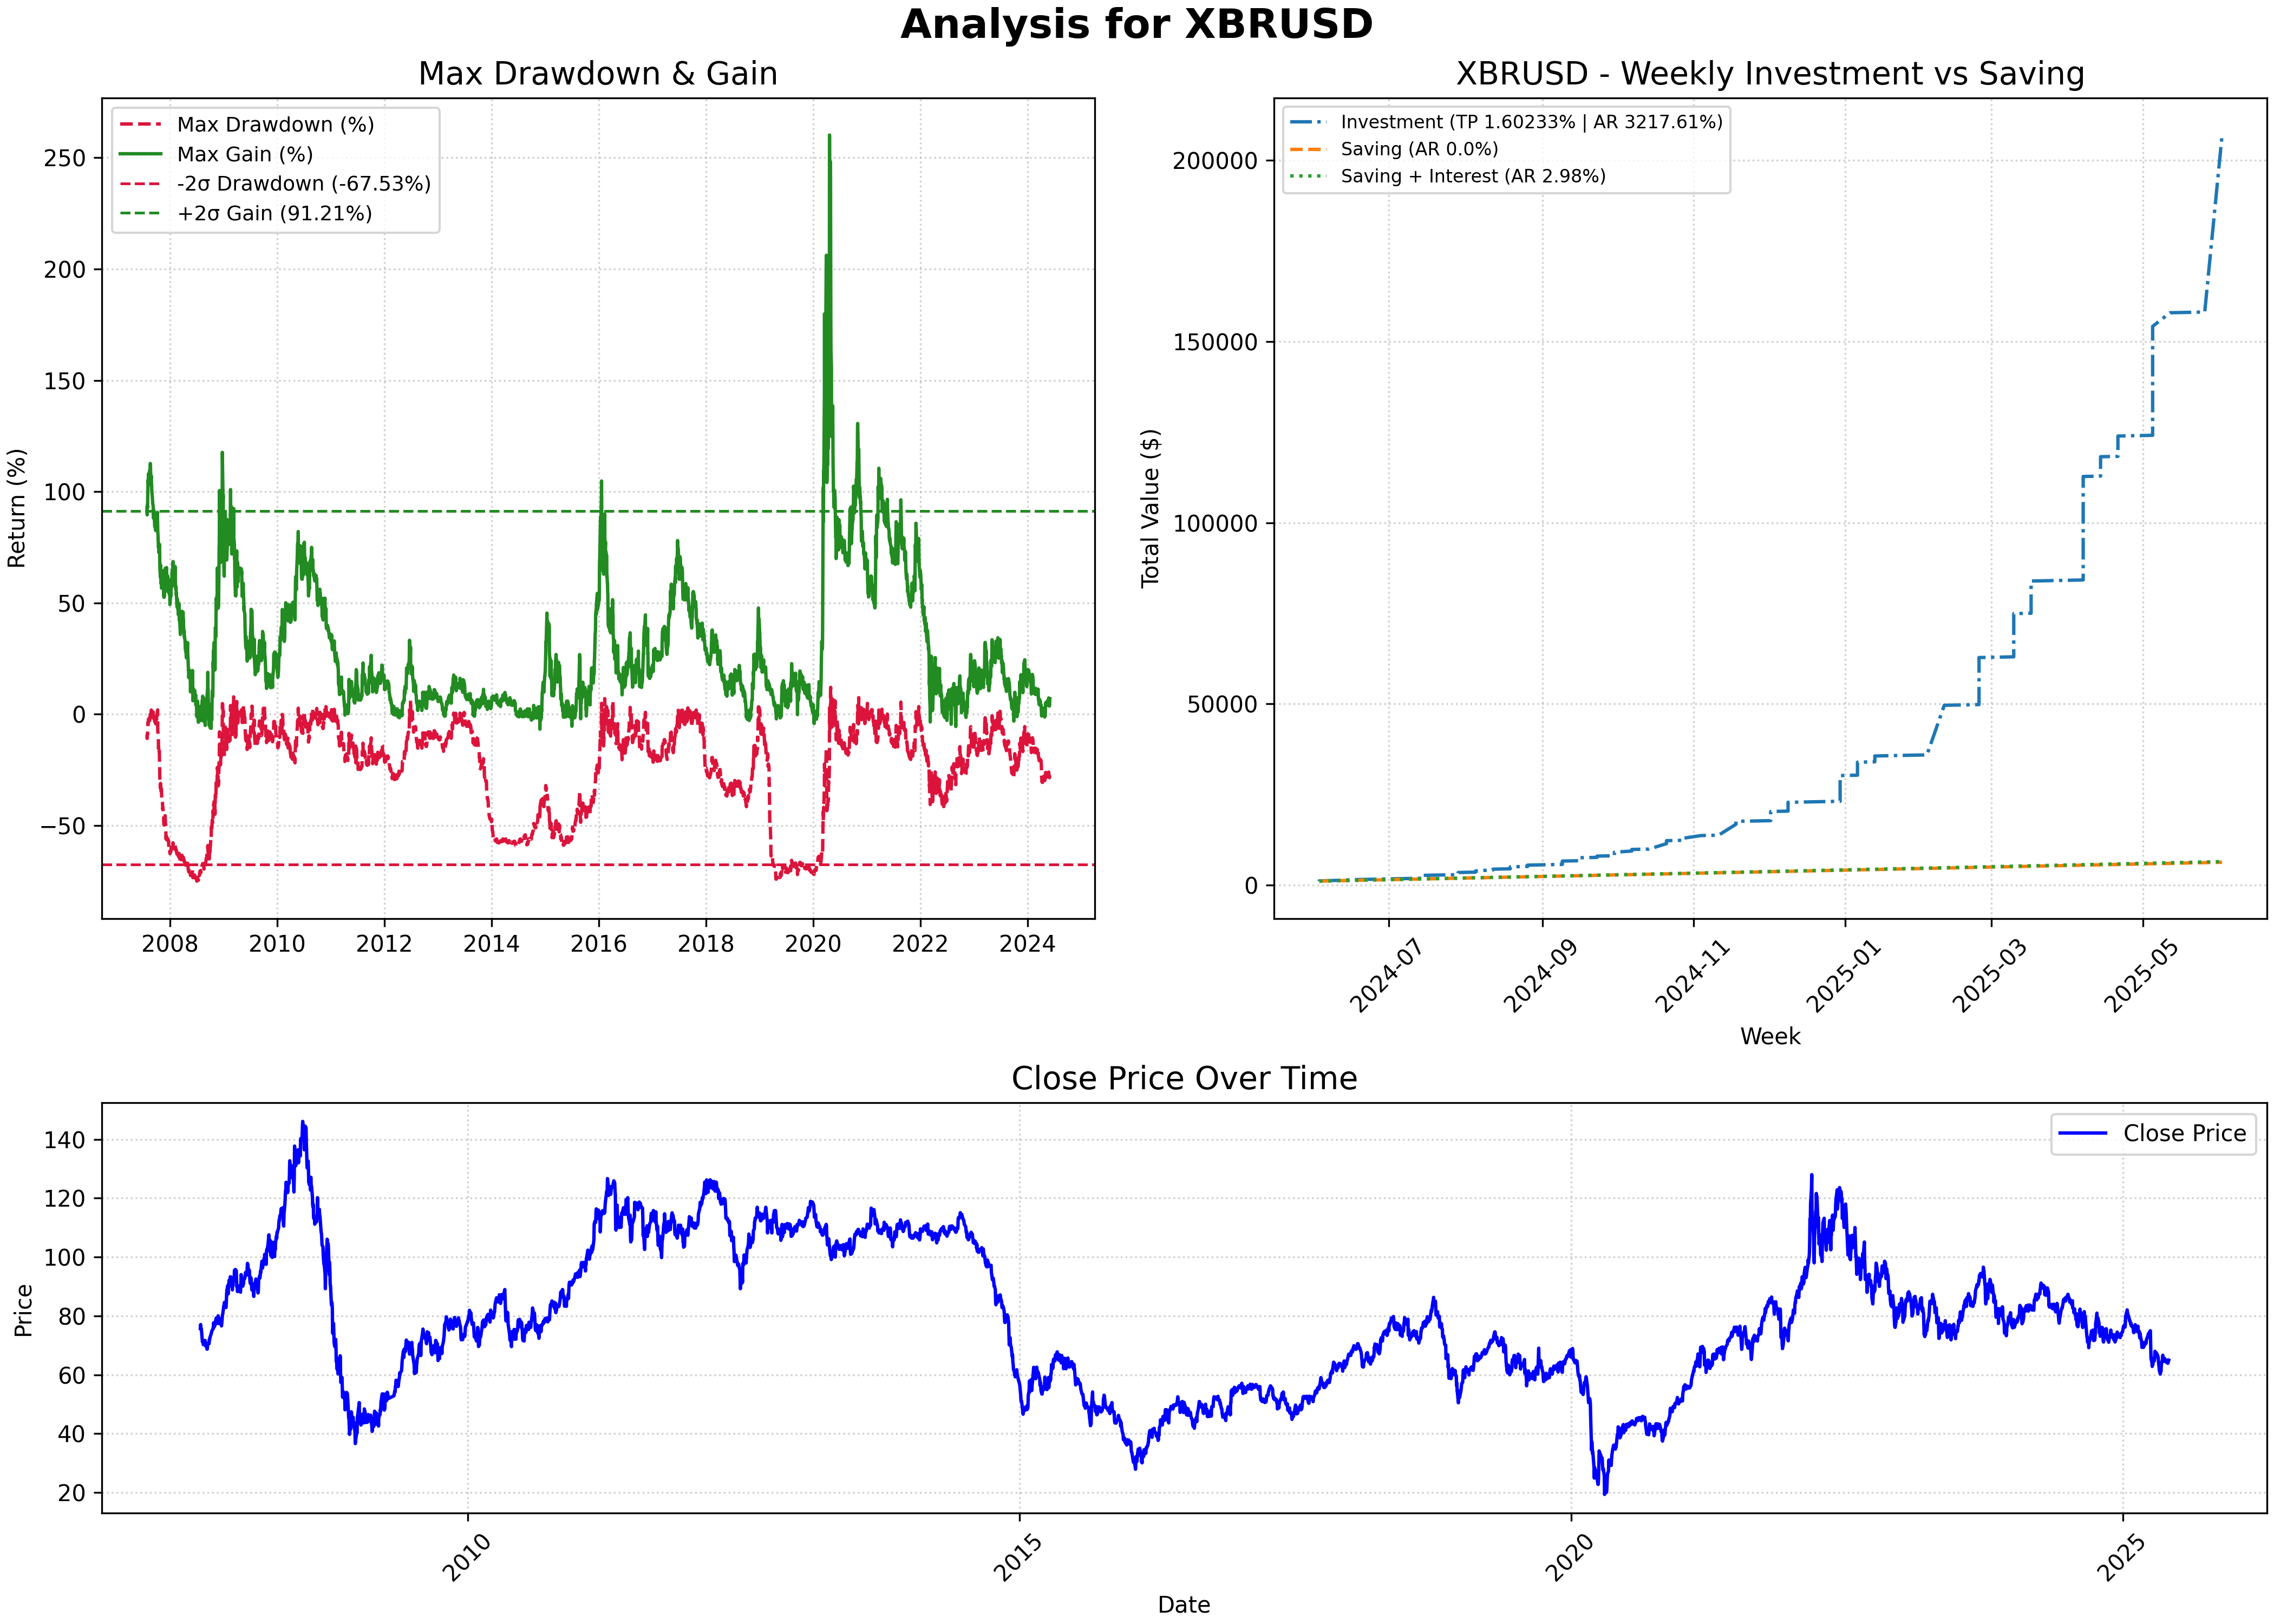 Analysis for XBRUSD
Max Drawdown & Gain
Return (%)
250
200
150
100
50
0
−50
Max Drawdown (%)
Max Gain (%)
-2σ Drawdown (-67.53%)
+2σ Gain (91.21%)
2008 2010 2012 2014 2016 2018 2020 2022 2024
XBRUSD - Weekly Investment vs Saving
Total Value ($)
200000
150000
100000
50000
0
Investment (TP 1.60233% | AR 3217.61%)
Saving (AR 0.0%)
Saving + Interest (AR 2.98%)
2024-07 2024-09 2024-11 2025-01 2025-03 2025-05
Week
Close Price Over Time
Price
140
120
100
80
60
40
20
Close Price
2010 2015 2020 2025
Date